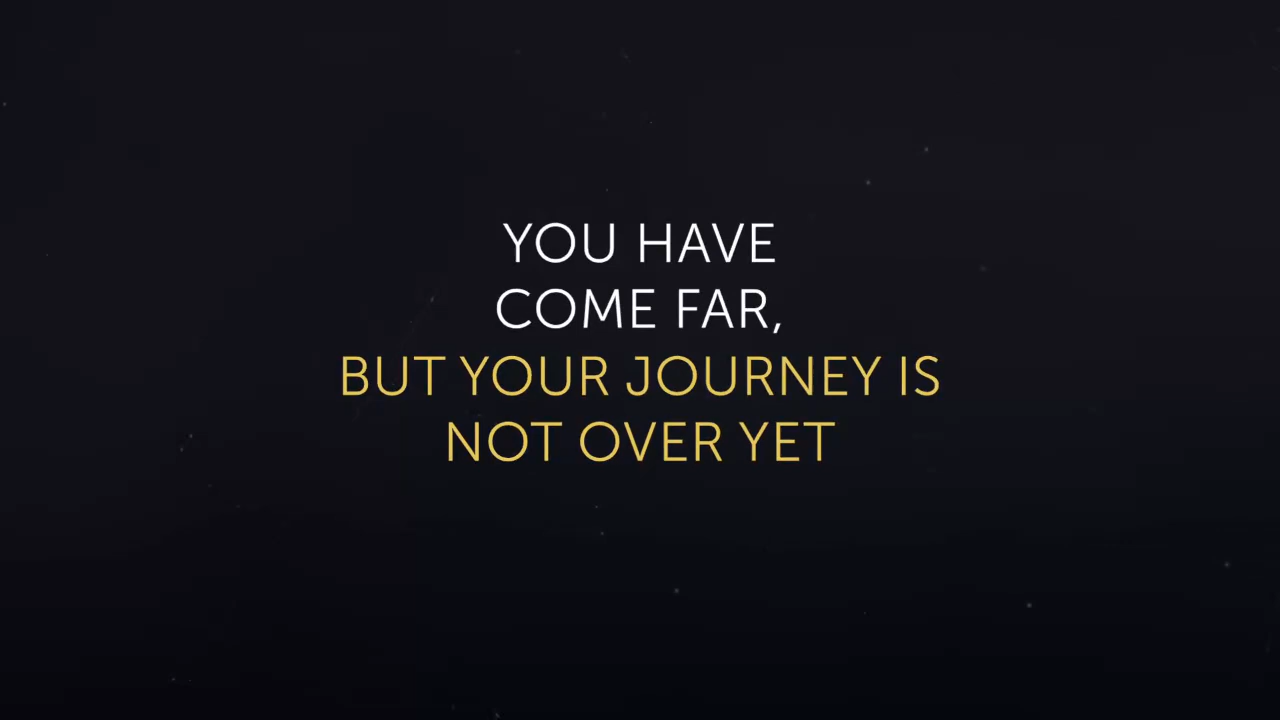 YOU HAVE
COME FAR,
BUT YOUR JOURNEY IS
NOT OVER YET